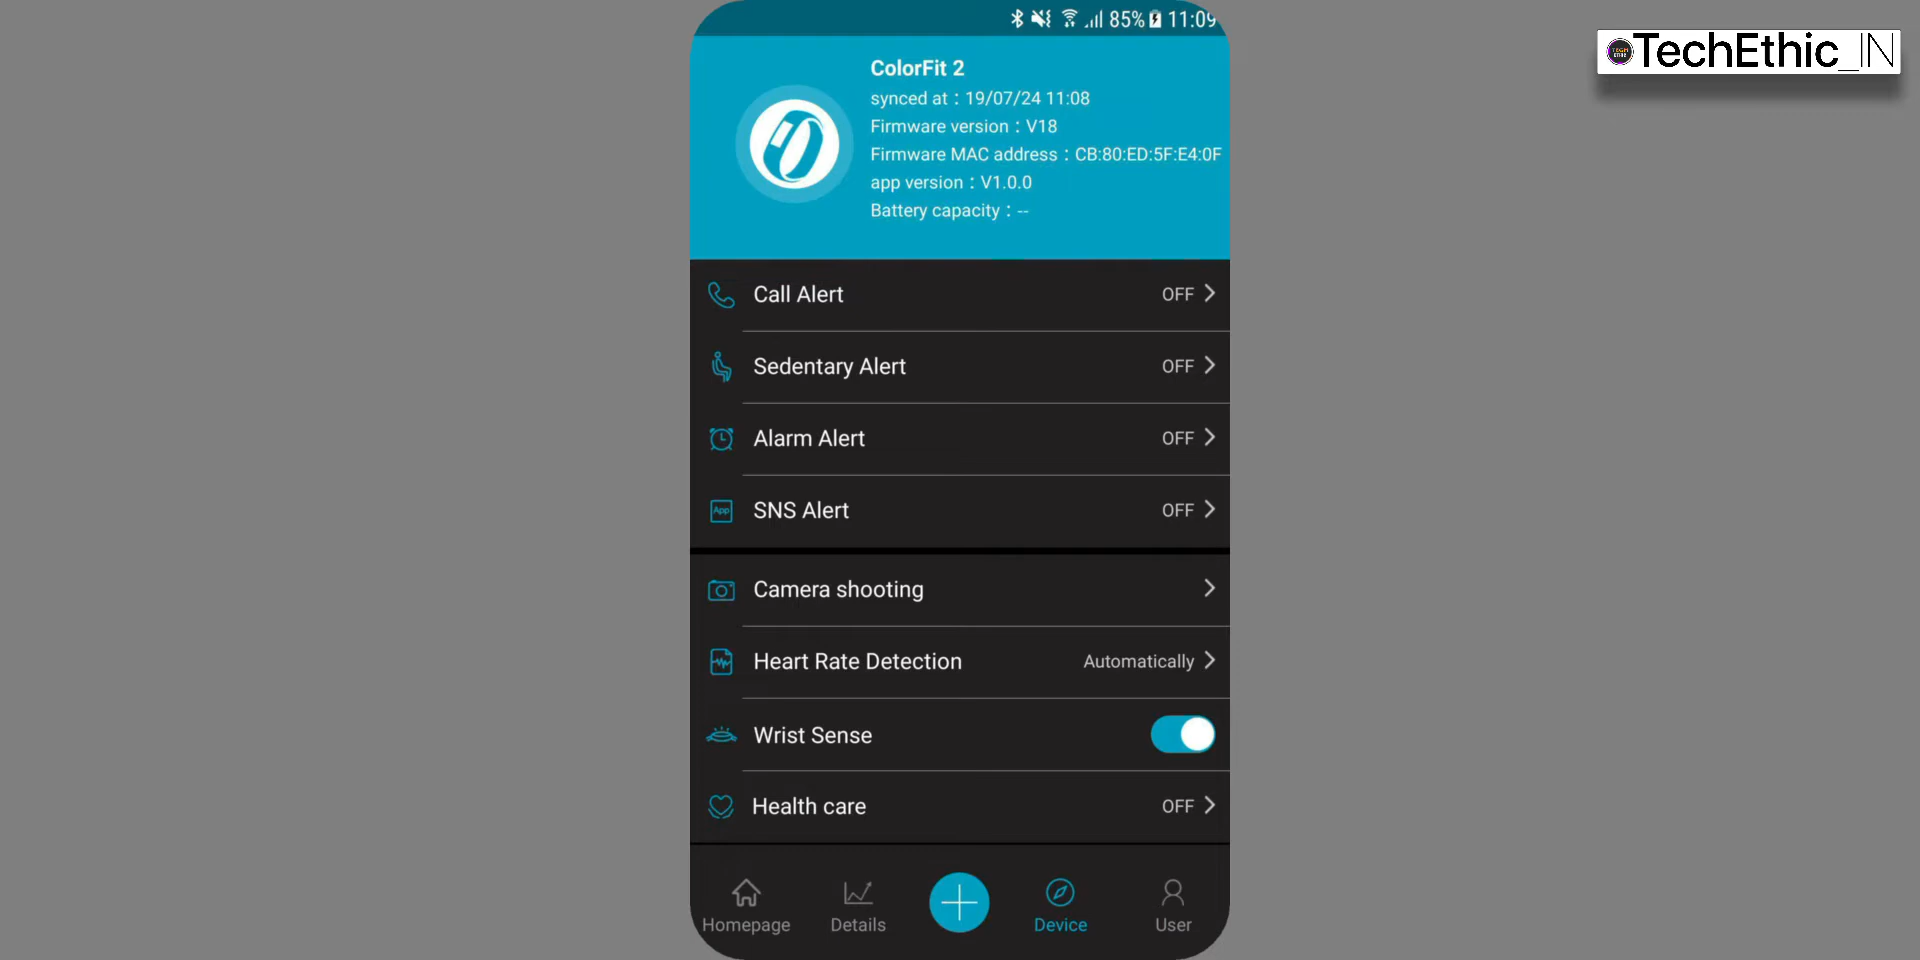 85% 11:09
TechEthic_IN
ColorFit 2
synced at : 19/07/24 11:08
Firmware version : V18
Firmware MAC address : CB:80:ED:5F:E4:0F
app version : V1.0.0
Battery capacity : --
Call Alert OFF
Sedentary Alert OFF
Alarm Alert OFF
App SNS Alert OFF
Camera shooting
Heart Rate Detection Automatically
Wrist Sense
Health care OFF
Homepage Details Device User